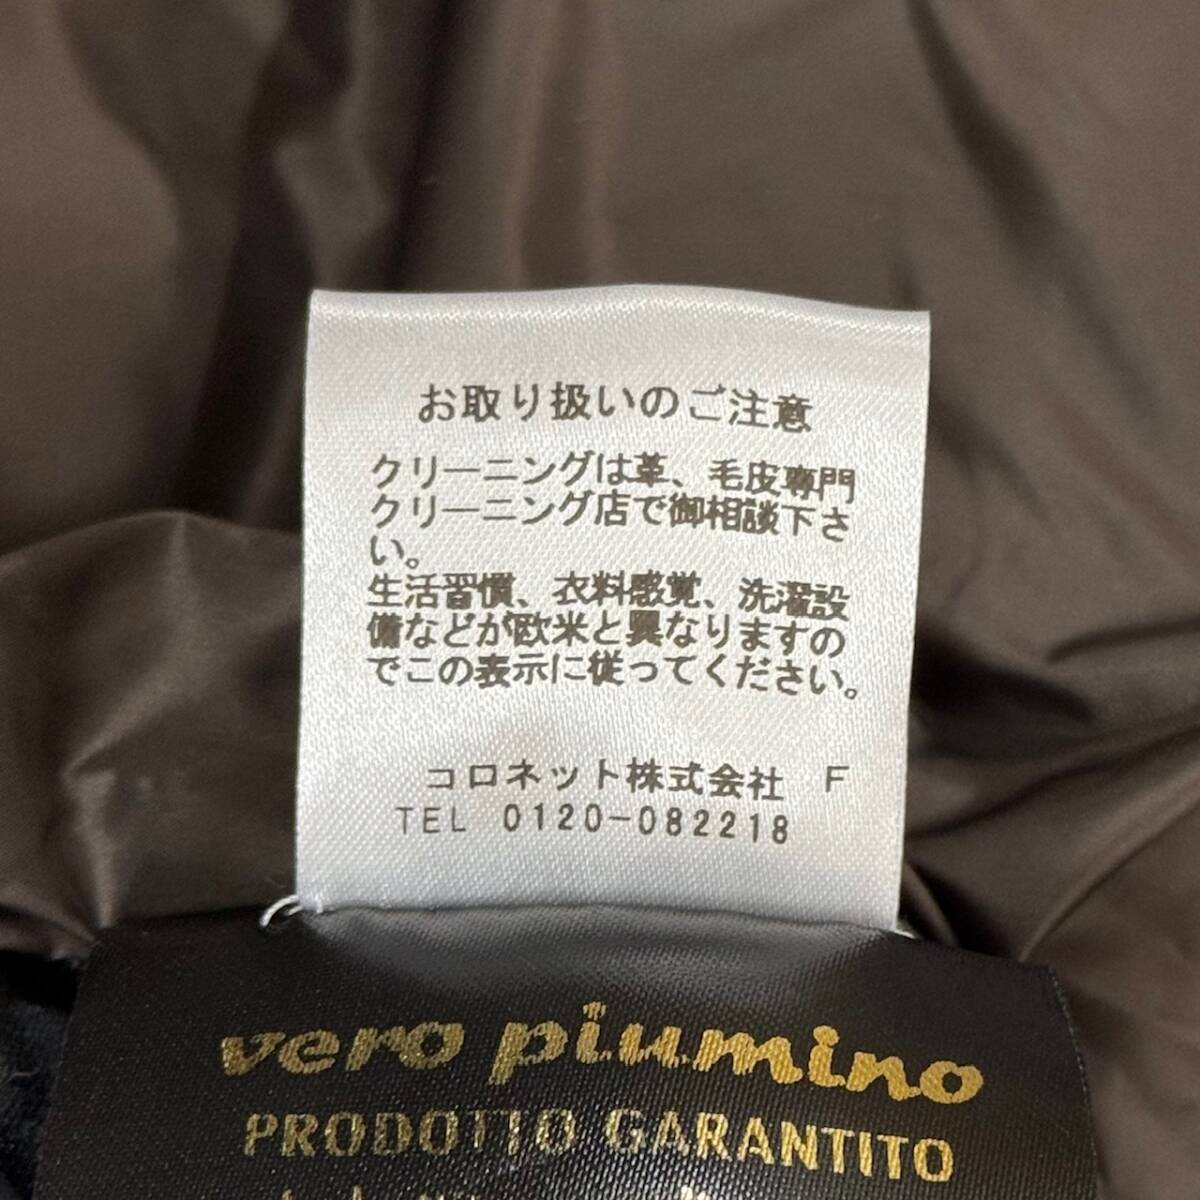 お取り扱いのご注意
クリーニングは革、毛皮専門
クリーニング店で御相談下さ
い。
生活習慣、衣料感覚、洗濯設
備などが欧米と異なりますの
でこの表示に従ってください。
コロネット株式会社 F
TEL 0120-082218
vero piumino
PRODOTTO GARANTITO